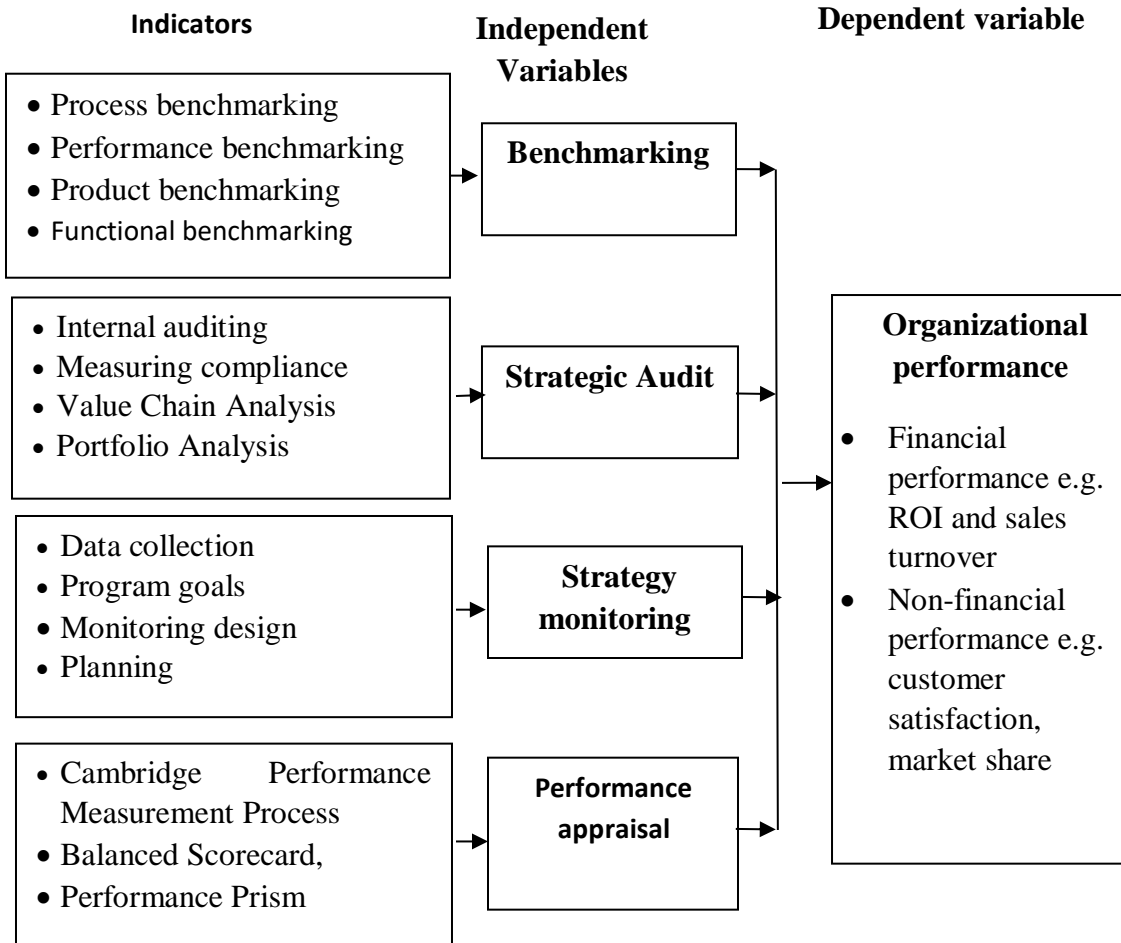 Indicators
Independent
Variables
Dependent variable
• Process benchmarking
• Performance benchmarking
• Product benchmarking
• Functional benchmarking
Benchmarking
• Internal auditing
• Measuring compliance
• Value Chain Analysis
• Portfolio Analysis
Strategic Audit
• Data collection
• Program goals
• Monitoring design
• Planning
Strategy
monitoring
• Cambridge Performance
Measurement Process
• Balanced Scorecard,
• Performance Prism
Performance
appraisal
Organizational
performance
• Financial
performance e.g.
ROI and sales
turnover
• Non-financial
performance e.g.
customer
satisfaction,
market share